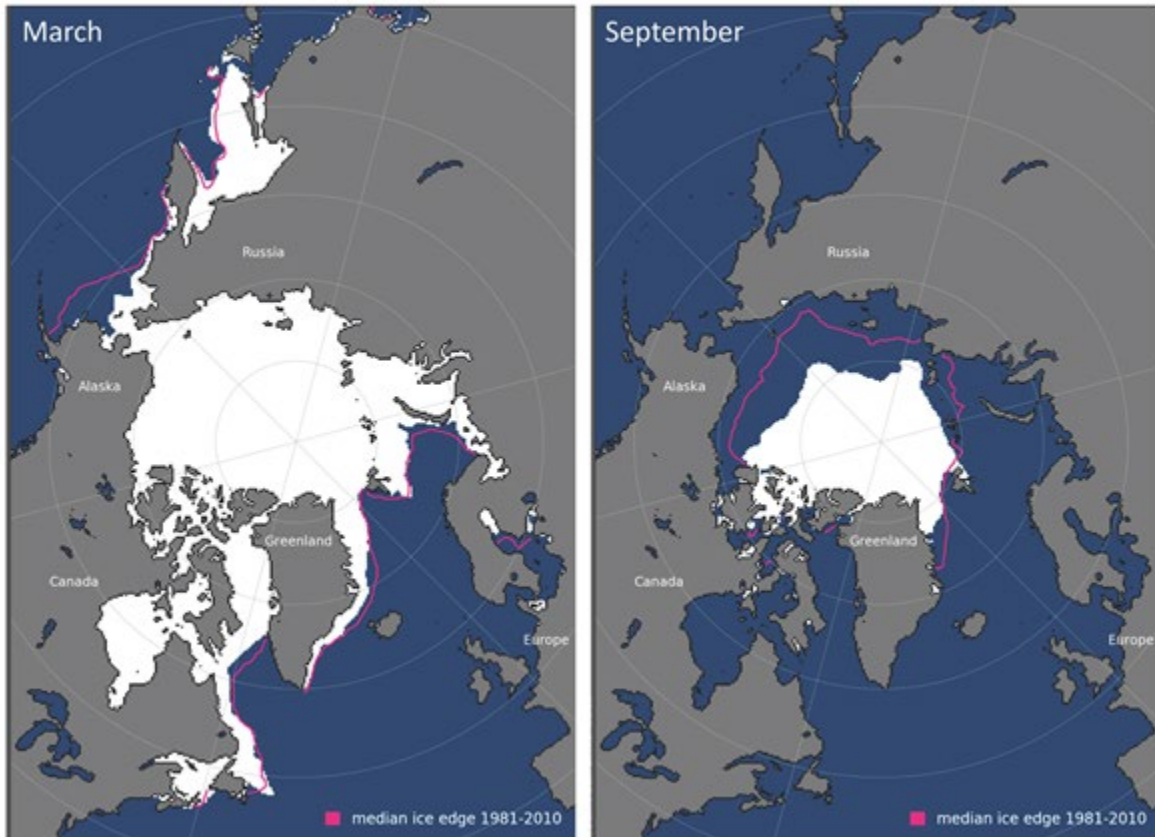 March
Russia
Alaska
Greenland
Canada
Europe
median ice edge 1981-2010
September
Russia
Alaska
Greenland
Canada
Europe
median ice edge 1981-2010